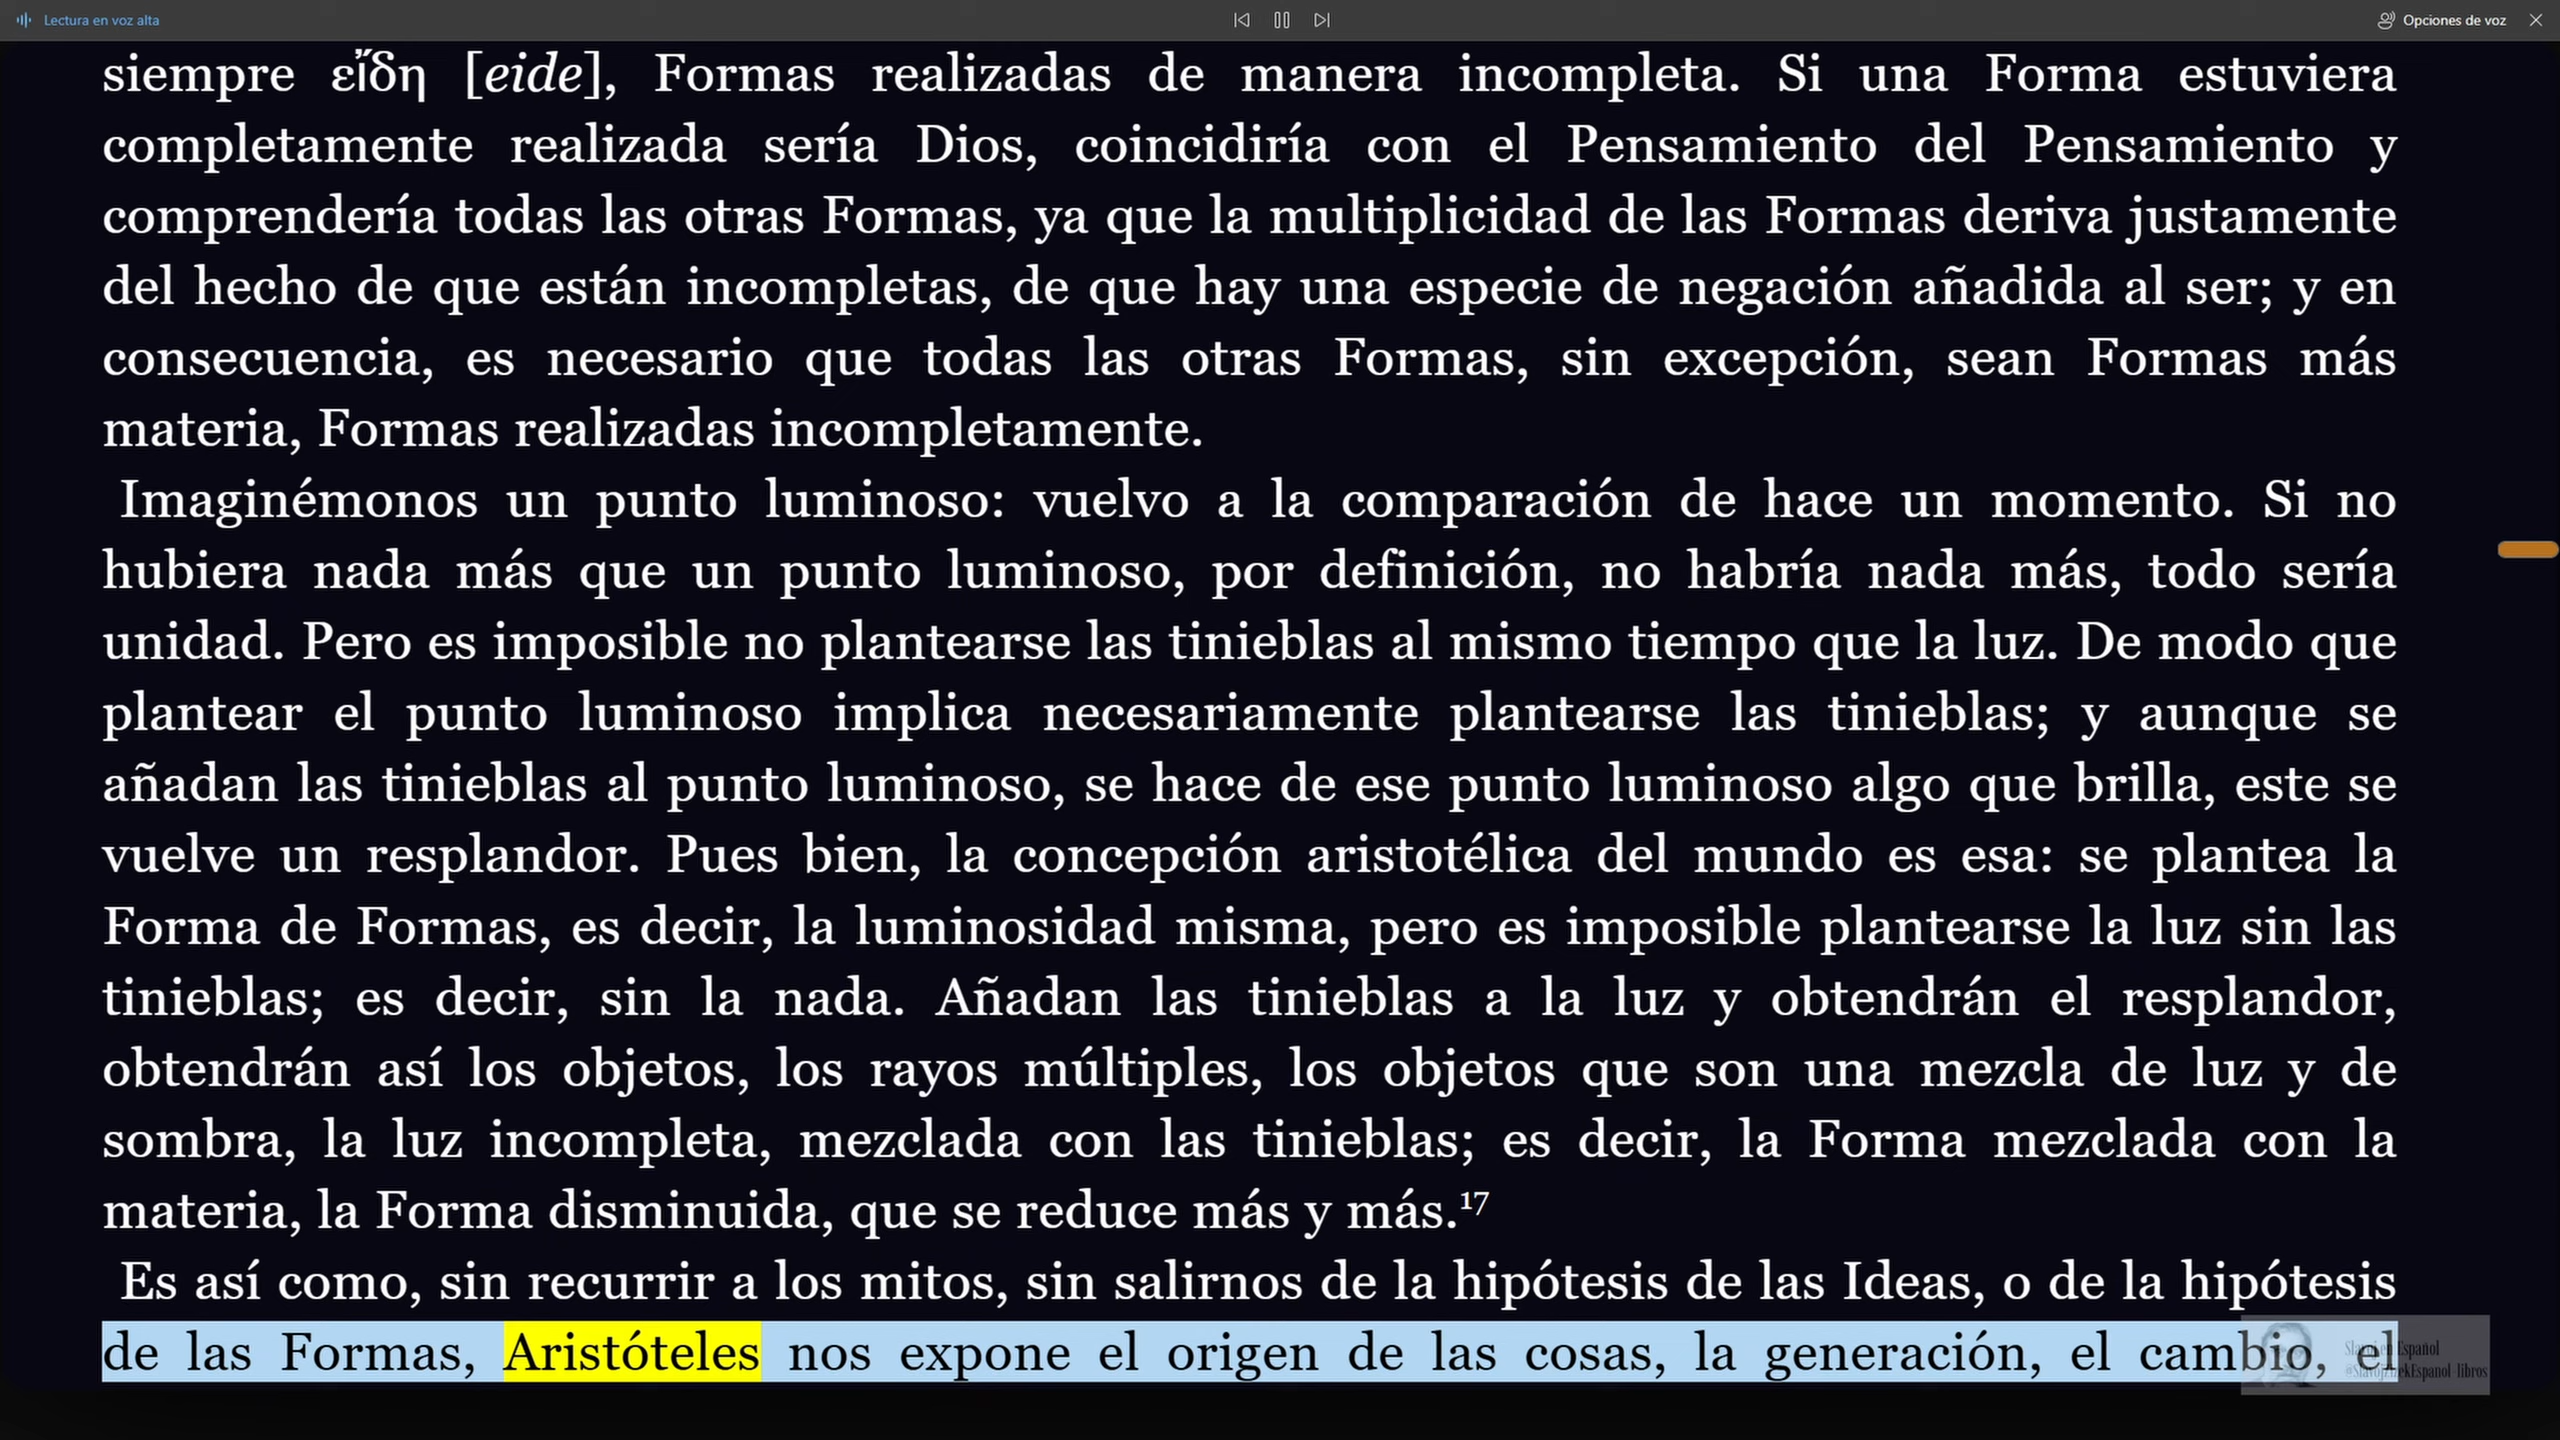 Lectura en voz alta
Opciones de voz
siempre εἴδη [eide], Formas realizadas de manera incompleta. Si una Forma estuviera
completamente realizada sería Dios, coincidiría con el Pensamiento del Pensamiento y
comprendería todas las otras Formas, ya que la multiplicidad de las Formas deriva justamente
del hecho de que están incompletas, de que hay una especie de negación añadida al ser; y en
consecuencia, es necesario que todas las otras Formas, sin excepción, sean Formas más
materia, Formas realizadas incompletamente.
Imaginémonos un punto luminoso: vuelvo a la comparación de hace un momento. Si no
hubiera nada más que un punto luminoso, por definición, no habría nada más, todo sería
unidad. Pero es imposible no plantearse las tinieblas al mismo tiempo que la luz. De modo que
plantear el punto luminoso implica necesariamente plantearse las tinieblas; y aunque se
añadan las tinieblas al punto luminoso, se hace de ese punto luminoso algo que brilla, este se
vuelve un resplandor. Pues bien, la concepción aristotélica del mundo es esa: se plantea la
Forma de Formas, es decir, la luminosidad misma, pero es imposible plantearse la luz sin las
tinieblas; es decir, sin la nada. Añadan las tinieblas a la luz y obtendrán el resplandor,
obtendrán así los objetos, los rayos múltiples, los objetos que son una mezcla de luz y de
sombra, la luz incompleta, mezclada con las tinieblas; es decir, la Forma mezclada con la
materia, la Forma disminuida, que se reduce más y más.17
Es así como, sin recurrir a los mitos, sin salirnos de la hipótesis de las Ideas, o de la hipótesis
de las Formas, Aristóteles nos expone el origen de las cosas, la generación, el cambio, el
Español
libros